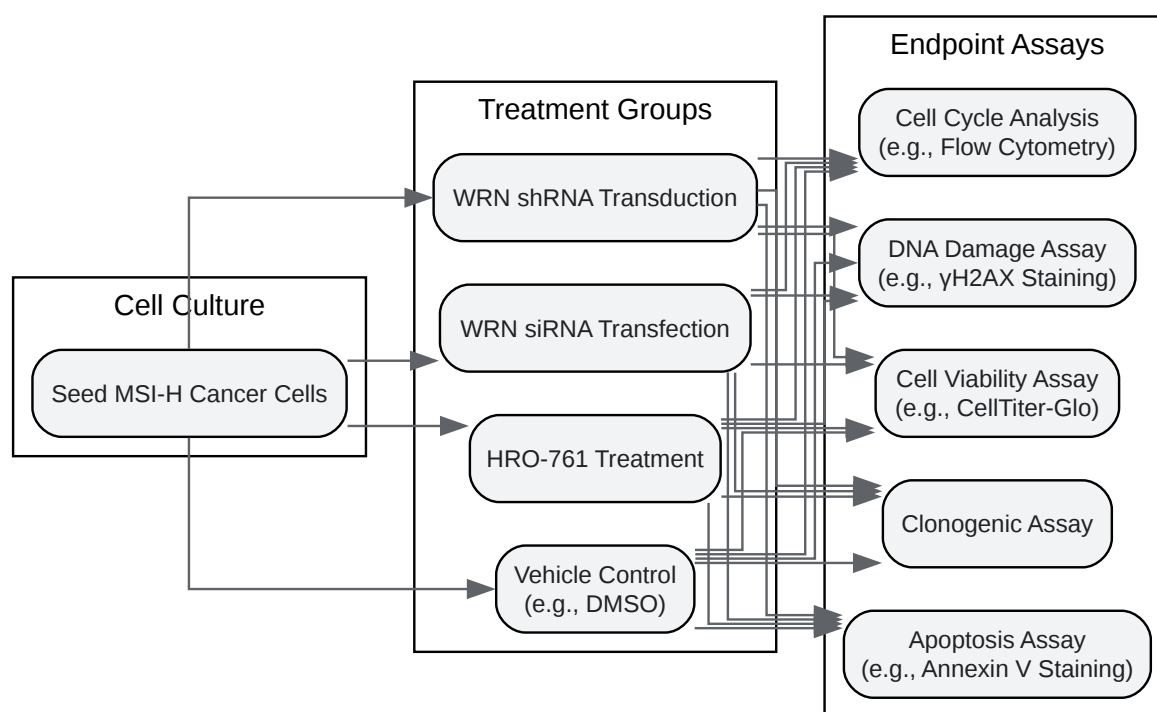 Cell Culture
Seed MSI-H Cancer Cells
Treatment Groups
WRN shRNA Transduction
WRN siRNA Transfection
HRO-761 Treatment
Vehicle Control
(e.g., DMSO)
Endpoint Assays
Cell Cycle Analysis
(e.g., Flow Cytometry)
DNA Damage Assay
(e.g., γH2AX Staining)
Cell Viability Assay
(e.g., CellTiter-Glo)
Clonogenic Assay
Apoptosis Assay
(e.g., Annexin V Staining)